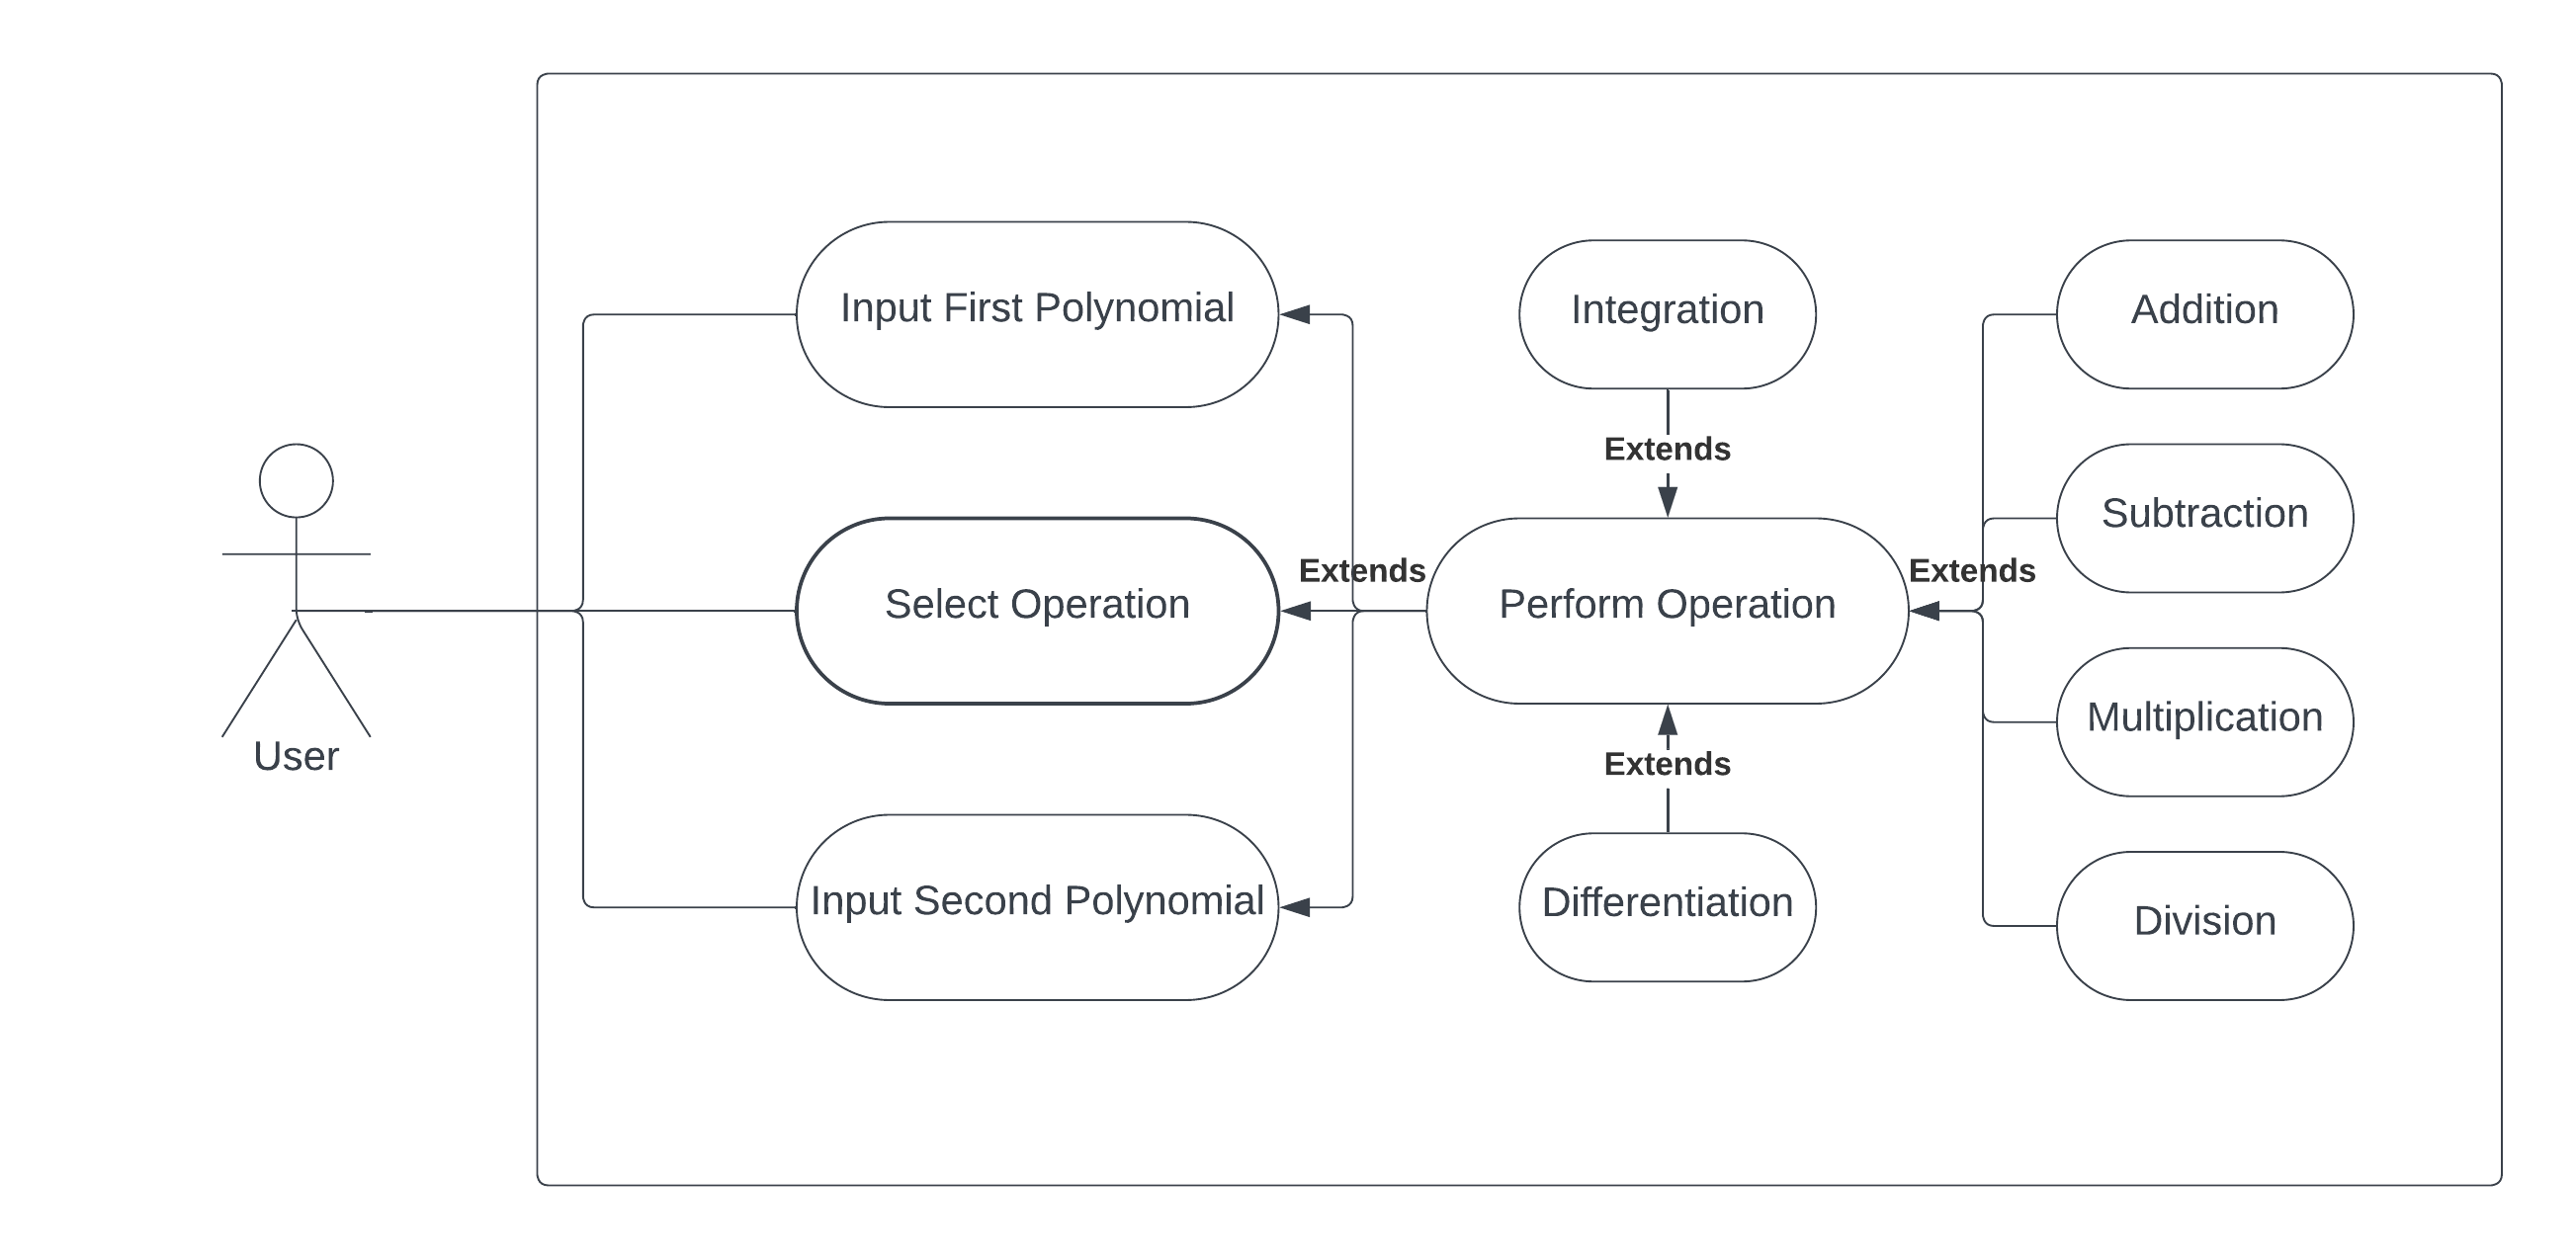 User
Input First Polynomial
Select Operation
Input Second Polynomial
Extends
Integration
Extends
Perform Operation
Extends
Differentiation
Extends
Addition
Subtraction
Multiplication
Division